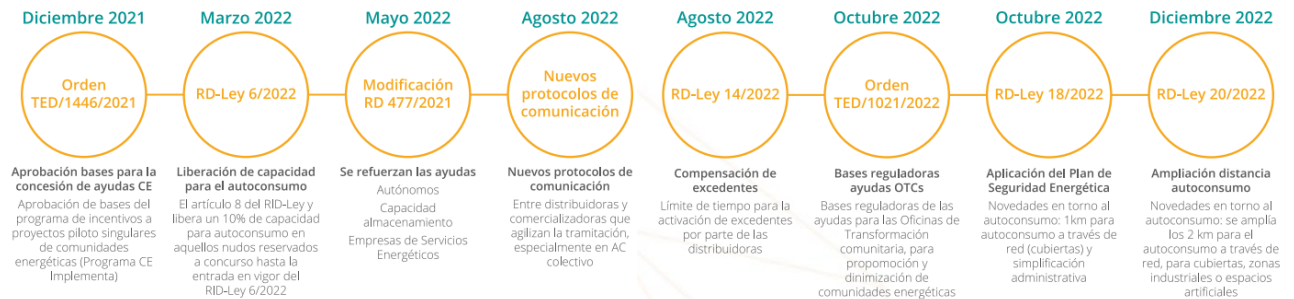 Diciembre 2021
Orden
TED/1446/2021
Aprobación bases para la
concesión de ayudas CE
Aprobación de bases del
programa de incentivos a
proyectos piloto singulares
de comunidades
energéticas (Programa CE
Implementa)
Marzo 2022
RD-Ley 6/2022
Liberación de capacidad
para el autoconsumo
El artículo 8 del RID-Ley y
libera un 10% de capacidad
para autoconsumo en
aquellos nudos reservados
a concurso hasta la
entrada en vigor del
RID-Ley 6/2022
Mayo 2022
Modificación
RD 477/2021
Se refuerzan las ayudas
Autónomos
Capacidad
almacenamiento
Empresas de Servicios
Energéticos
Agosto 2022
Nuevos
protocolos de
comunicación
Nuevos protocolos de
comunicación
Entre distribuidoras y
comercializadoras que
agilizan la tramitación,
especialmente en AC
colectivo
Agosto 2022
RD-Ley 14/2022
Compensación de
excedentes
Límite de tiempo para la
activación de excedentes
por parte de las
distribuidoras
Octubre 2022
Orden
TED/1021/2022
Bases reguladoras
ayudas OTCs
Bases reguladoras de las
ayudas para las Oficinas de
Transformación
comunitaria, para
propomoción y
dinimización de
comunidades energéticas
Octubre 2022
RD-Ley 18/2022
Aplicación del Plan de
Seguridad Energética
Novedades en torno al
autoconsumo: 1km para
autoconsumo a través de
red (cubiertas) y
simplificación
administrativa
Diciembre 2022
RD-Ley 20/2022
Ampliación distancia
autoconsumo
Novedades en torno al
autoconsumo: se amplía
los 2 km para el
autoconsumo a través de
red, para cubiertas, zonas
industriales o espacios
artificiales